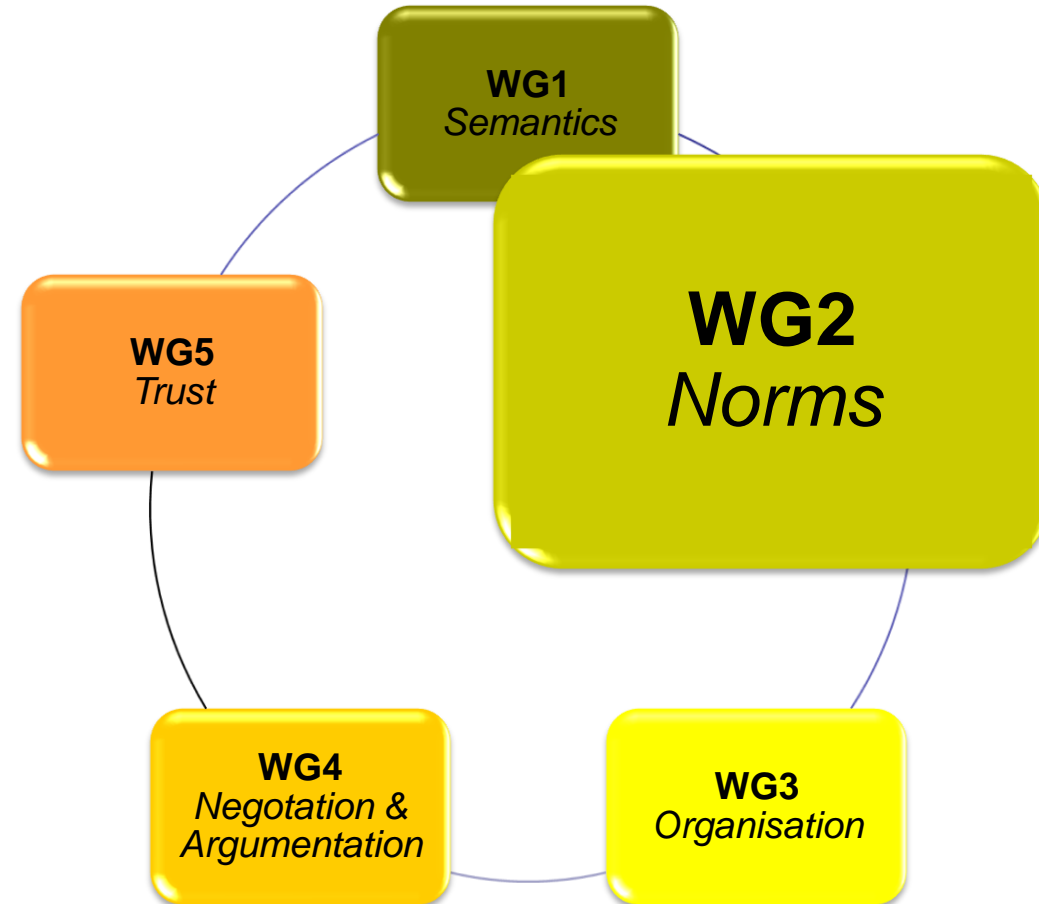 WG1
Semantics
WG2
Norms
WG5
Trust
WG4
Negotation &
Argumentation
WG3
Organisation